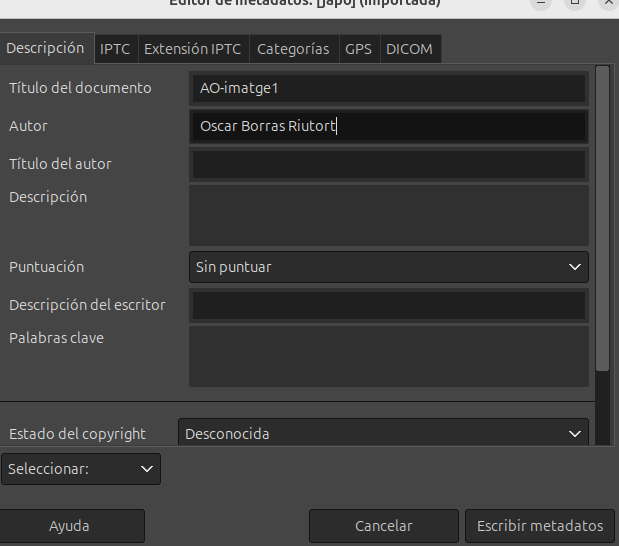 Editor de metadatos: [japo] (importada)
Descripción IPTC Extensión IPTC Categorías GPS DICOM
Título del documento AO-imatge1
Autor Oscar Borras Riutort
Título del autor
Descripción
Puntuación Sin puntuar
Descripción del escritor
Palabras clave
Estado del copyright Desconocida
Seleccionar:
Ayuda Cancelar Escribir metadatos